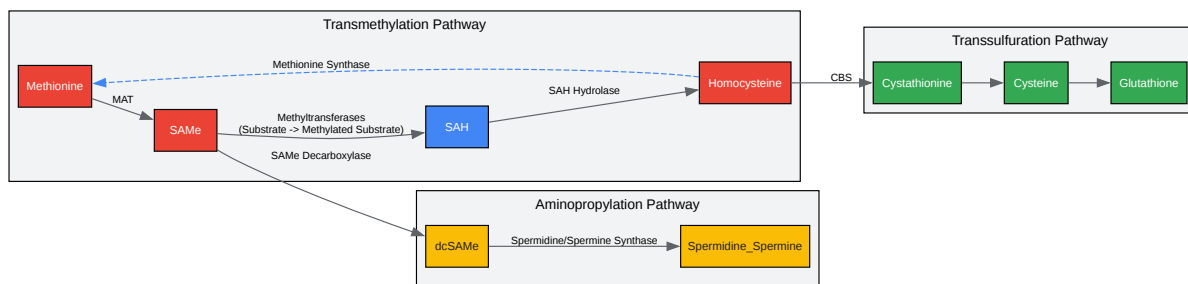 Transmethylation Pathway
Methionine
MAT
SAMe
Methionine Synthase
Methyltransferases
(Substrate -> Methylated Substrate)
SAMe Decarboxylase
SAH
SAH Hydrolase
Homocysteine
CBS
Transsulfuration Pathway
Cystathionine
Cysteine
Glutathione
Aminopropylation Pathway
dcSAMe
Spermidine/Spermine Synthase
Spermidine_Spermine